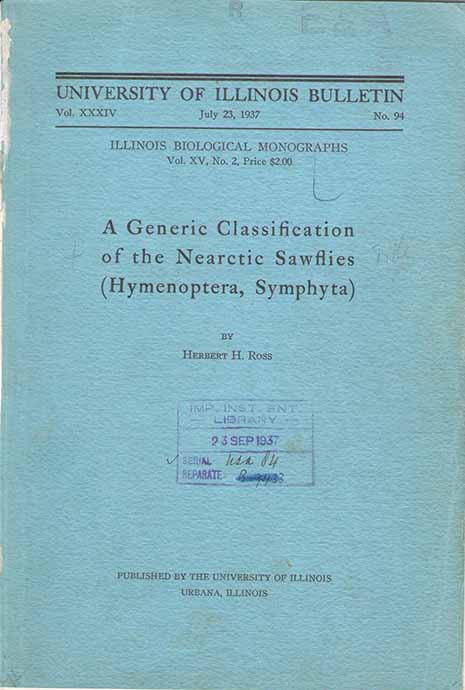 R
UNIVERSITY OF ILLINOIS BULLETIN
Vol. XXXIV July 23, 1937 No. 94
ILLINOIS BIOLOGICAL MONOGRAPHS
Vol. XV, No. 2, Price $2.00
A Generic Classification
of the Nearctic Sawflies
(Hymenoptera, Symphyta)
BY
HERBERT H. ROSS
IMP. INST. ENT.
LIBRARY
23 SEP 1937
SERIAL
SEPARATE
PUBLISHED BY THE UNIVERSITY OF ILLINOIS
URBANA, ILLINOIS